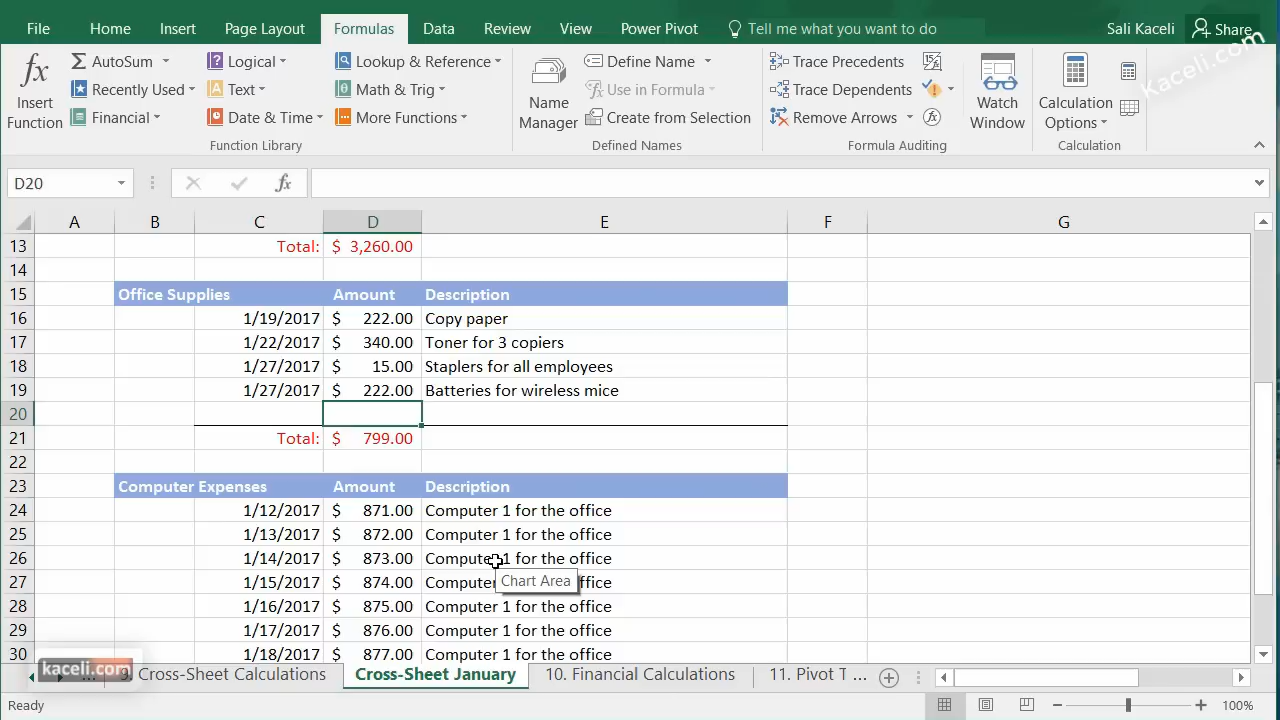 File Home Insert Page Layout Formulas Data Review View Power Pivot Tell me what you want to do Sali Kaceli Share
kaceli.com
fx Insert Function
Σ AutoSum
Recently Used
Financial
Logical
Text
Date & Time
Lookup & Reference
Math & Trig
More Functions
Function Library
Name Manager
Define Name
Use in Formula
Create from Selection
Defined Names
Trace Precedents
Trace Dependents
Remove Arrows
Formula Auditing
Watch Window
Calculation Options
Calculation
D20 fx
A B C D E F G
13 Total: $ 3,260.00
14
15 Office Supplies Amount Description
16 1/19/2017 $ 222.00 Copy paper
17 1/22/2017 $ 340.00 Toner for 3 copiers
18 1/27/2017 $ 15.00 Staplers for all employees
19 1/27/2017 $ 222.00 Batteries for wireless mice
20
21 Total: $ 799.00
22
23 Computer Expenses Amount Description
24 1/12/2017 $ 871.00 Computer 1 for the office
25 1/13/2017 $ 872.00 Computer 1 for the office
26 1/14/2017 $ 873.00 Computer 1 for the office
Chart Area
27 1/15/2017 $ 874.00 Computer ffice
28 1/16/2017 $ 875.00 Computer 1 for the office
29 1/17/2017 $ 876.00 Computer 1 for the office
30 1/18/2017 $ 877.00 Computer 1 for the office
kaceli.com
... Cross-Sheet Calculations Cross-Sheet January 10. Financial Calculations 11. Pivot T ...
Ready 100%